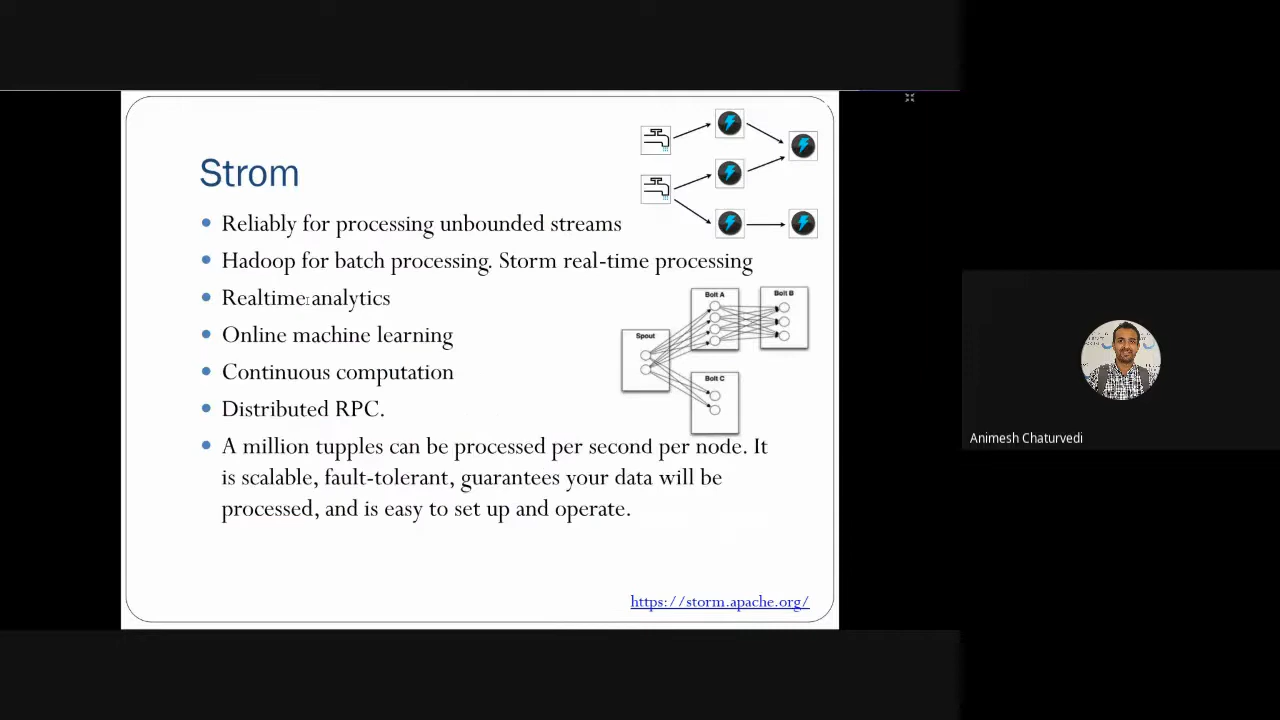 Strom
Reliably for processing unbounded streams
Hadoop for batch processing. Storm real-time processing
Realtime analytics
Online machine learning
Continuous computation
Distributed RPC.
A million tupples can be processed per second per node. It
is scalable, fault-tolerant, guarantees your data will be
processed, and is easy to set up and operate.
Spout
Bolt A
Bolt B
Bolt C
https://storm.apache.org/
Animesh Chaturvedi